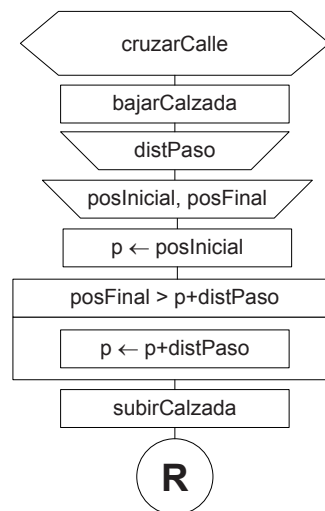 cruzarCalle
bajarCalzada
distPaso
posInicial, posFinal
p ← posInicial
posFinal > p+distPaso
p ← p+distPaso
subirCalzada
R